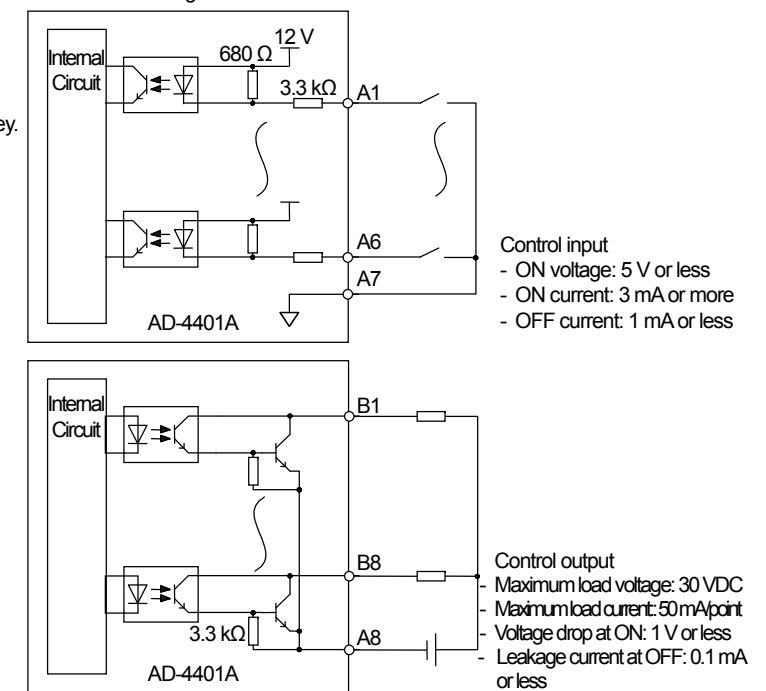 12 V
680 Ω
Internal
Circuit
3.3 kΩ
A1
ey.
A6
A7
AD-4401A
Control input
- ON voltage: 5 V or less
- ON current: 3 mA or more
- OFF current: 1 mA or less
Internal
Circuit
B1
B8
3.3 kΩ
A8
AD-4401A
Control output
- Maximum load voltage: 30 VDC
- Maximum load current: 50 mA/point
- Voltage drop at ON: 1 V or less
- Leakage current at OFF: 0.1 mA
or less